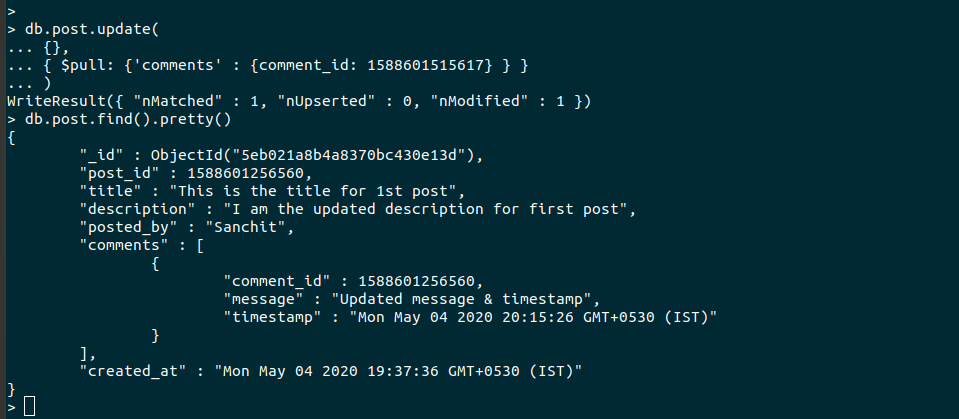 >
> db.post.update(
... {},
... { $pull: {'comments' : {comment_id: 1588601515617} } }
... )
WriteResult({ "nMatched" : 1, "nUpserted" : 0, "nModified" : 1 })
> db.post.find().pretty()
{
        "_id" : ObjectId("5eb021a8b4a8370bc430e13d"),
        "post_id" : 1588601256560,
        "title" : "This is the title for 1st post",
        "description" : "I am the updated description for first post",
        "posted_by" : "Sanchit",
        "comments" : [
                {
                        "comment_id" : 1588601256560,
                        "message" : "Updated message & timestamp",
                        "timestamp" : "Mon May 04 2020 20:15:26 GMT+0530 (IST)"
                }
        ],
        "created_at" : "Mon May 04 2020 19:37:36 GMT+0530 (IST)"
}
>